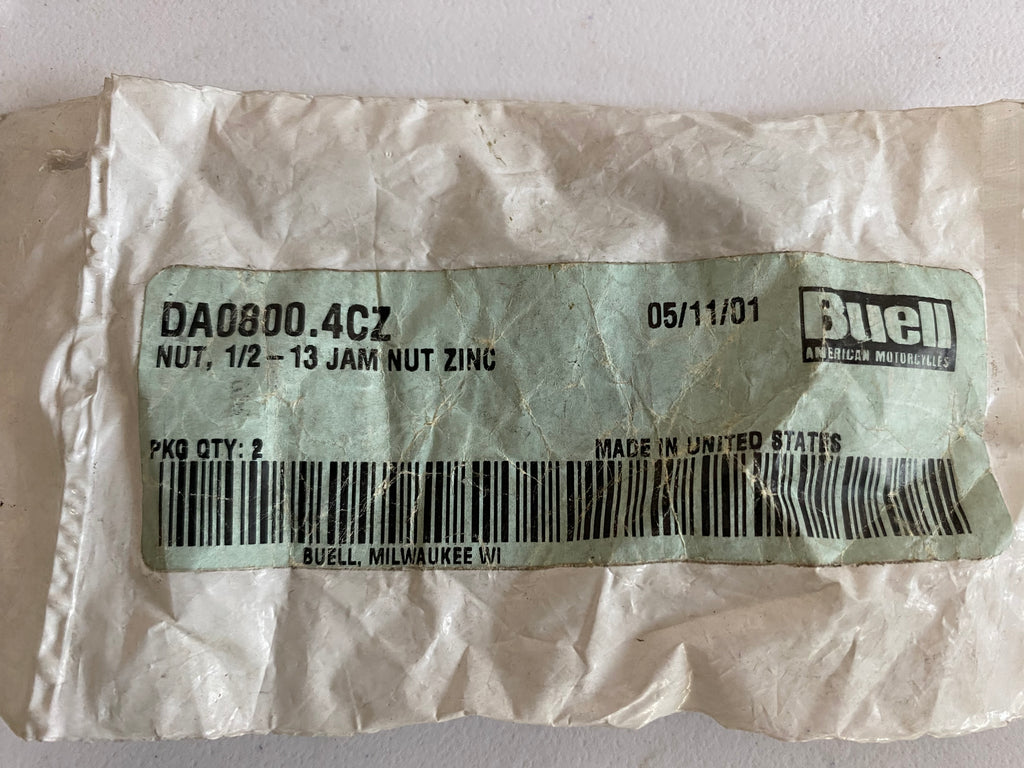 DA0800.4CZ
05/11/01
Buell
AMERICAN MOTORCYCLES
NUT, 1/2-13 JAM NUT ZINC
PKG QTY: 2
MADE IN UNITED STATES
BUELL, MILWAUKEE WI